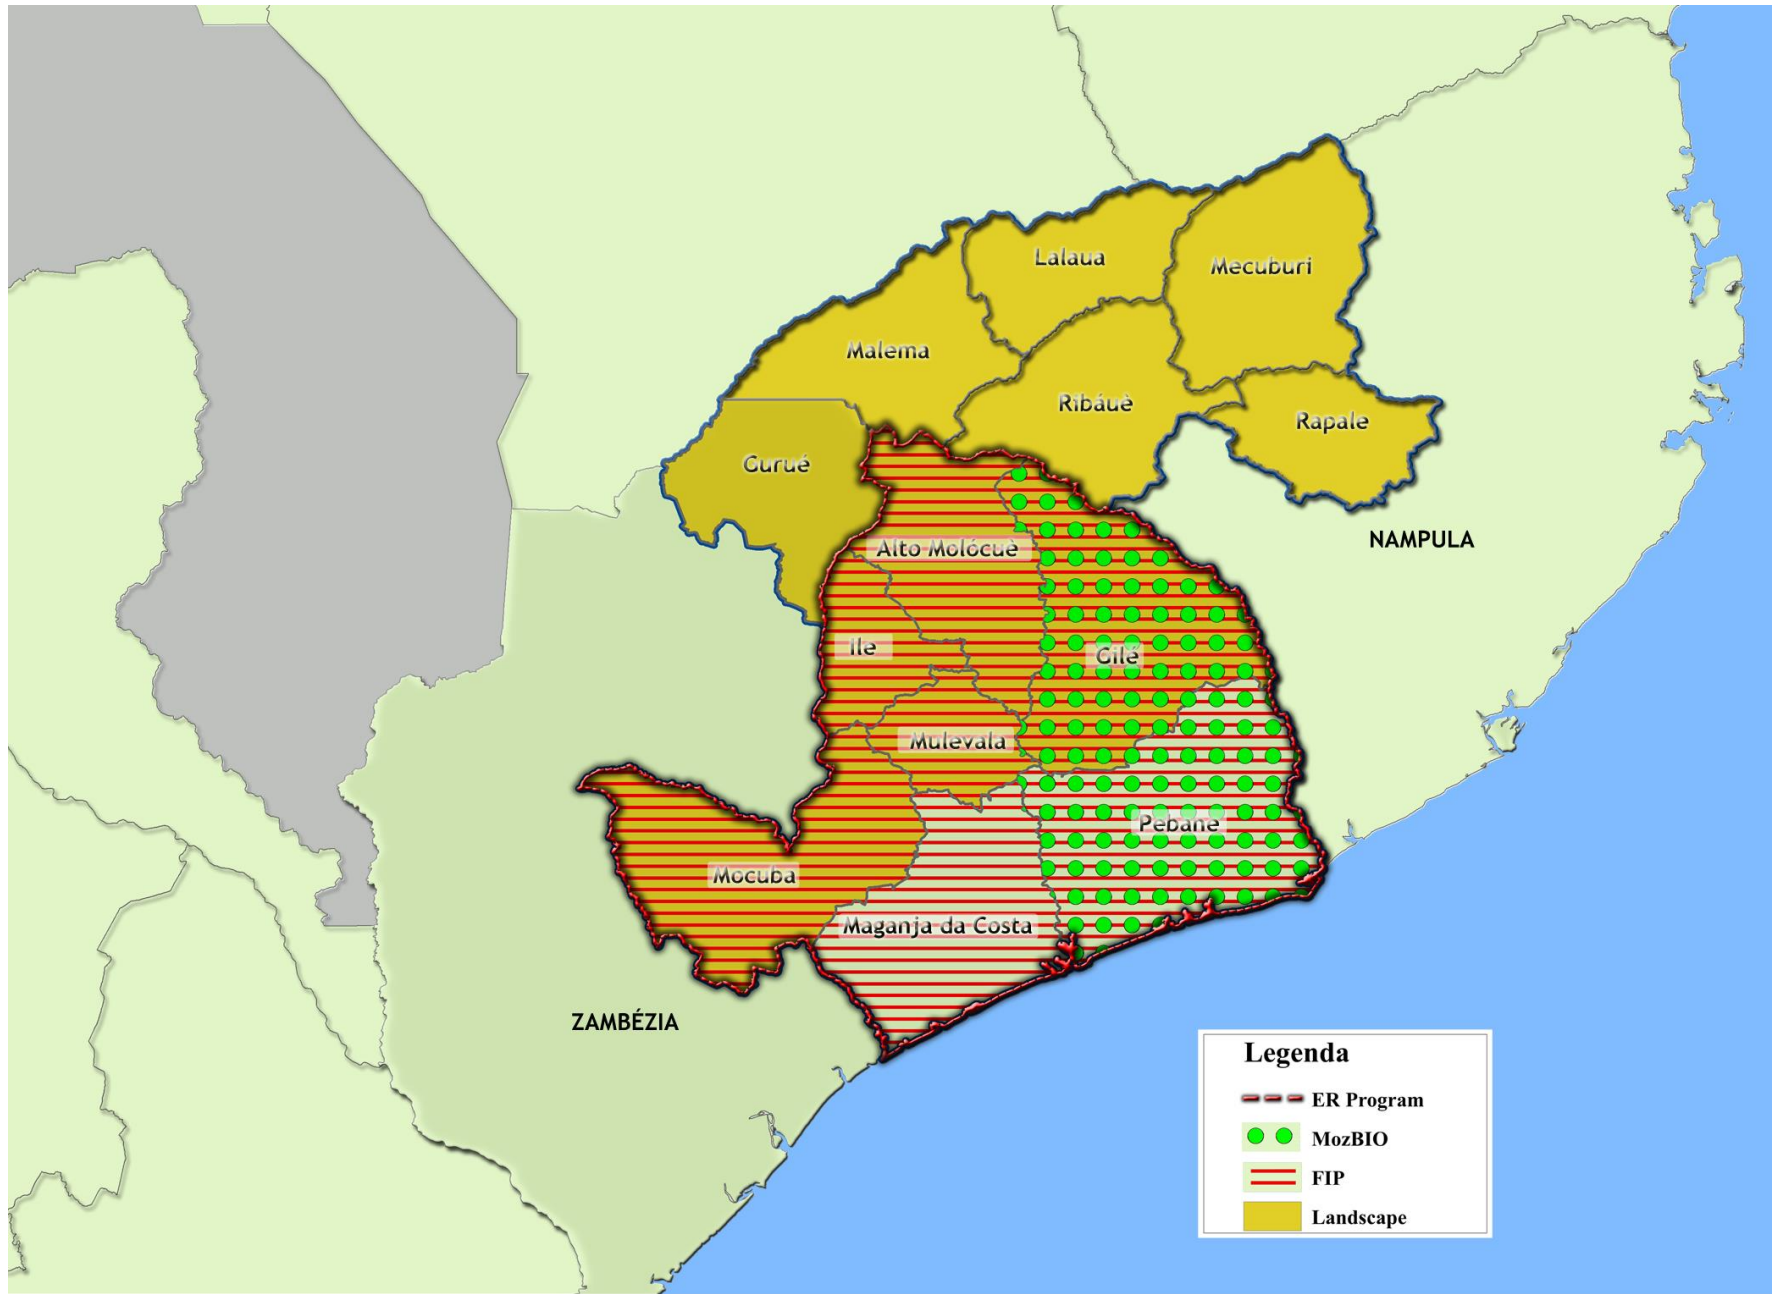 Lalaua
Mecuburi
Malema
Ribáuè
Rapale
Gurué
NAMPULA
Alto Molócuè
Ile
Gilé
Mulevala
Pebane
Mocuba
Maganja da Costa
ZAMBÉZIA
Legenda
ER Program
MozBIO
FIP
Landscape